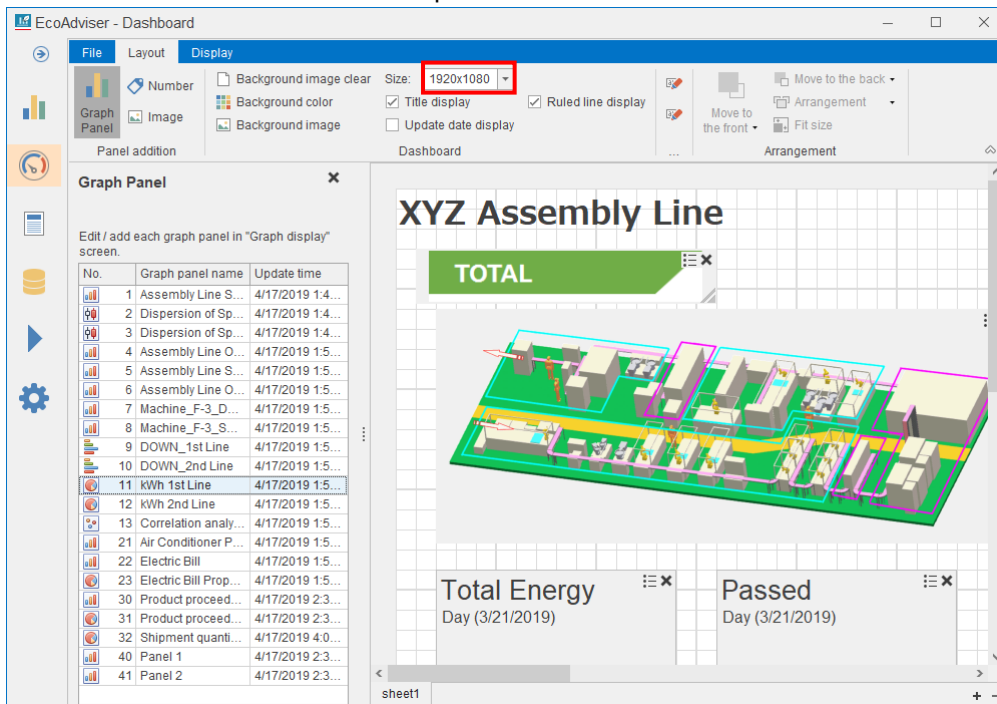 EcoAdviser - Dashboard
File Layout Display
Number
Image
Graph Panel
Panel addition
Background image clear
Background color
Background image
Size: 1920x1080
Title display Ruled line display
Update date display
Dashboard
...
Move to the front
Move to the back
Arrangement
Fit size
Arrangement
Graph Panel
Edit / add each graph panel in "Graph display"
screen.
No. Graph panel name Update time
1 Assembly Line S... 4/17/2019 1:4...
2 Dispersion of Sp... 4/17/2019 1:4...
3 Dispersion of Sp... 4/17/2019 1:4...
4 Assembly Line O... 4/17/2019 1:5...
5 Assembly Line S... 4/17/2019 1:5...
6 Assembly Line O... 4/17/2019 1:5...
7 Machine_F-3_D... 4/17/2019 1:5...
8 Machine_F-3_S... 4/17/2019 1:5...
9 DOWN_1st Line 4/17/2019 1:5...
10 DOWN_2nd Line 4/17/2019 1:5...
11 kWh 1st Line 4/17/2019 1:5...
12 kWh 2nd Line 4/17/2019 1:5...
13 Correlation analy... 4/17/2019 1:5...
21 Air Conditioner P... 4/17/2019 1:5...
22 Electric Bill 4/17/2019 1:5...
23 Electric Bill Prop... 4/17/2019 1:5...
30 Product proceed... 4/17/2019 2:3...
31 Product proceed... 4/17/2019 2:3...
32 Shipment quanti... 4/17/2019 4:0...
40 Panel 1 4/17/2019 2:3...
41 Panel 2 4/17/2019 2:3...
XYZ Assembly Line
TOTAL
Total Energy
Day (3/21/2019)
Passed
Day (3/21/2019)
sheet1